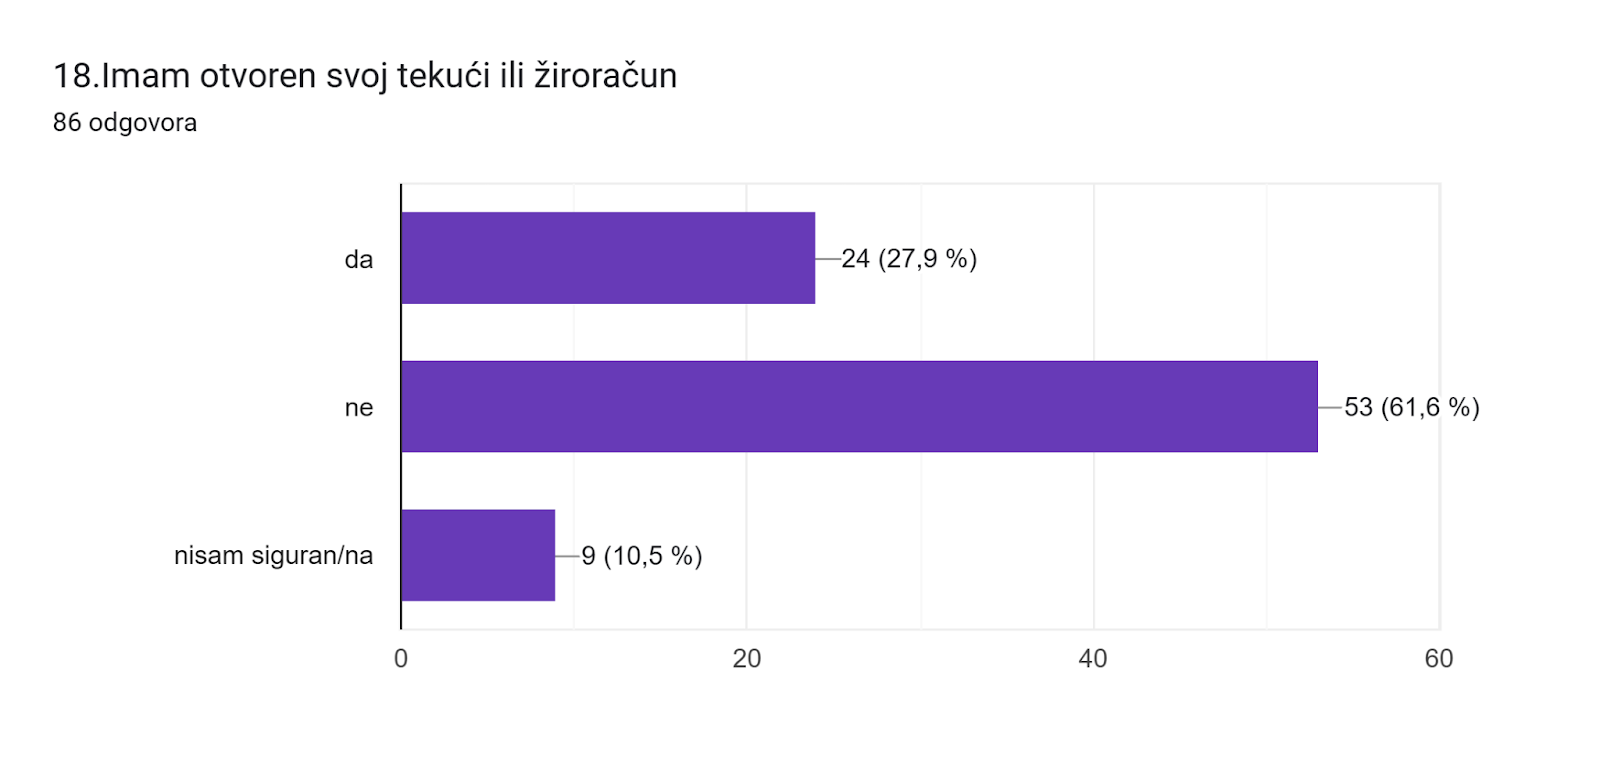 18.Imam otvoren svoj tekući ili žiroračun
86 odgovora
da
24 (27,9 %)
ne
53 (61,6 %)
nisam siguran/na
9 (10,5 %)
0
20
40
60